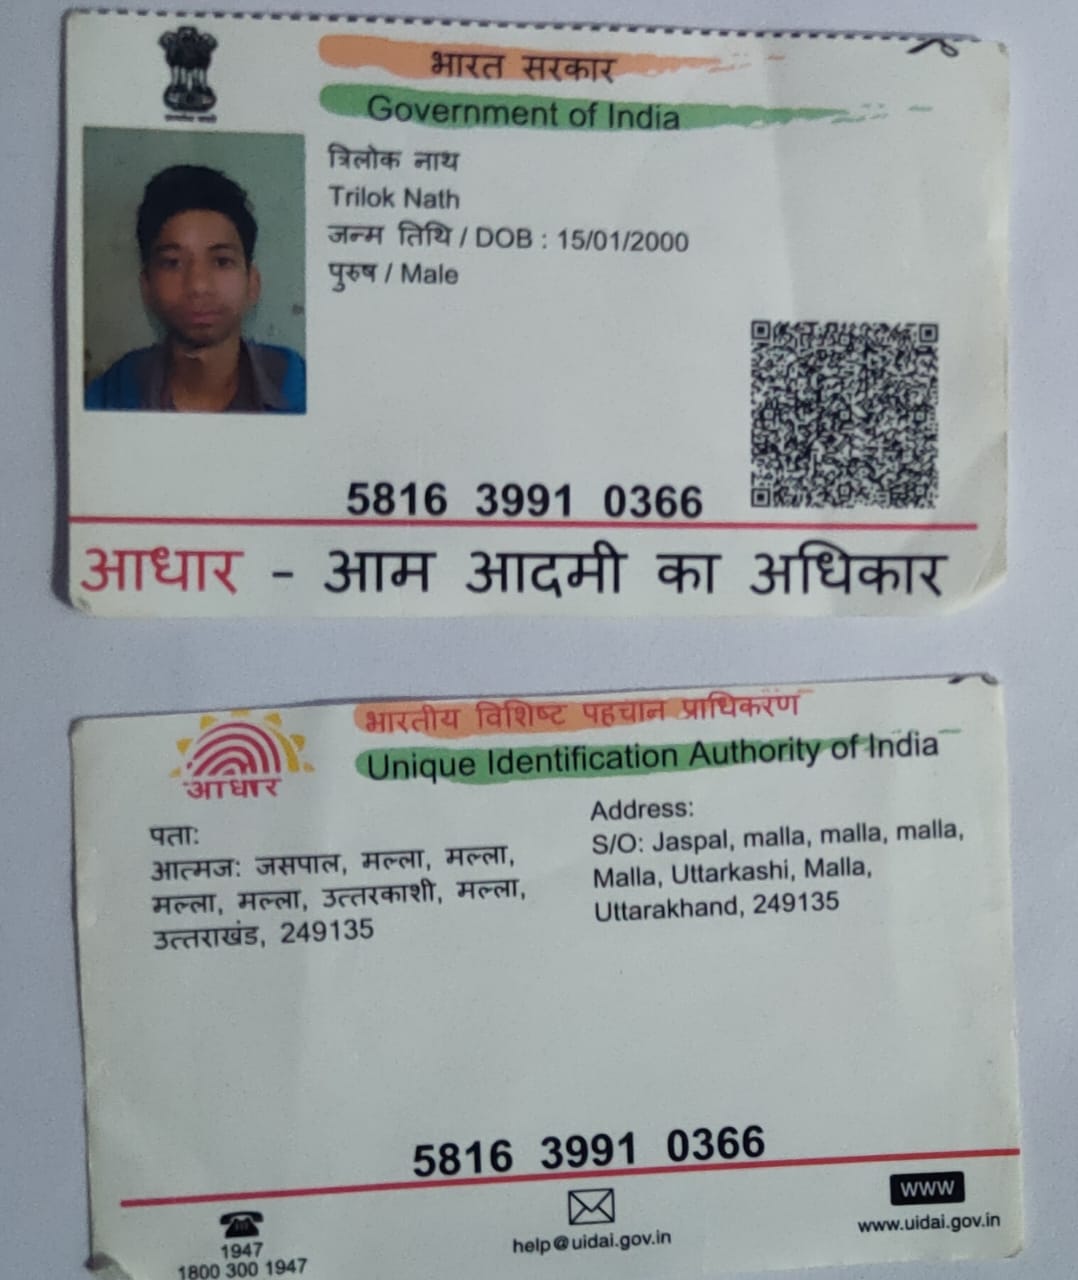 भारत सरकार
Government of India
त्रिलोक नाथ
Trilok Nath
जन्म तिथि / DOB : 15/01/2000
पुरुष / Male
5816 3991 0366
आधार - आम आदमी का अधिकार
भारतीय विशिष्ट पहचान प्राधिकरण
Unique Identification Authority of India
आधार
पता:
आत्मज: जसपाल, मल्ला, मल्ला,
मल्ला, मल्ला, उत्तरकाशी, मल्ला,
उत्तराखंड, 249135
Address:
S/O: Jaspal, malla, malla, malla,
Malla, Uttarkashi, Malla,
Uttarakhand, 249135
5816 3991 0366
1947
1800 300 1947
help@uidai.gov.in
www
www.uidai.gov.in